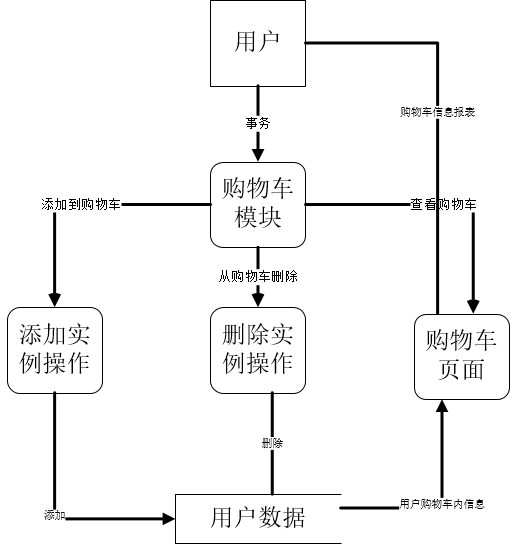 用户
购物车信息报表
事务
购物车
模块
添加到购物车
查看购物车
从购物车删除
添加实
例操作
删除实
例操作
购物车
页面
删除
添加
用户数据
用户购物车内信息